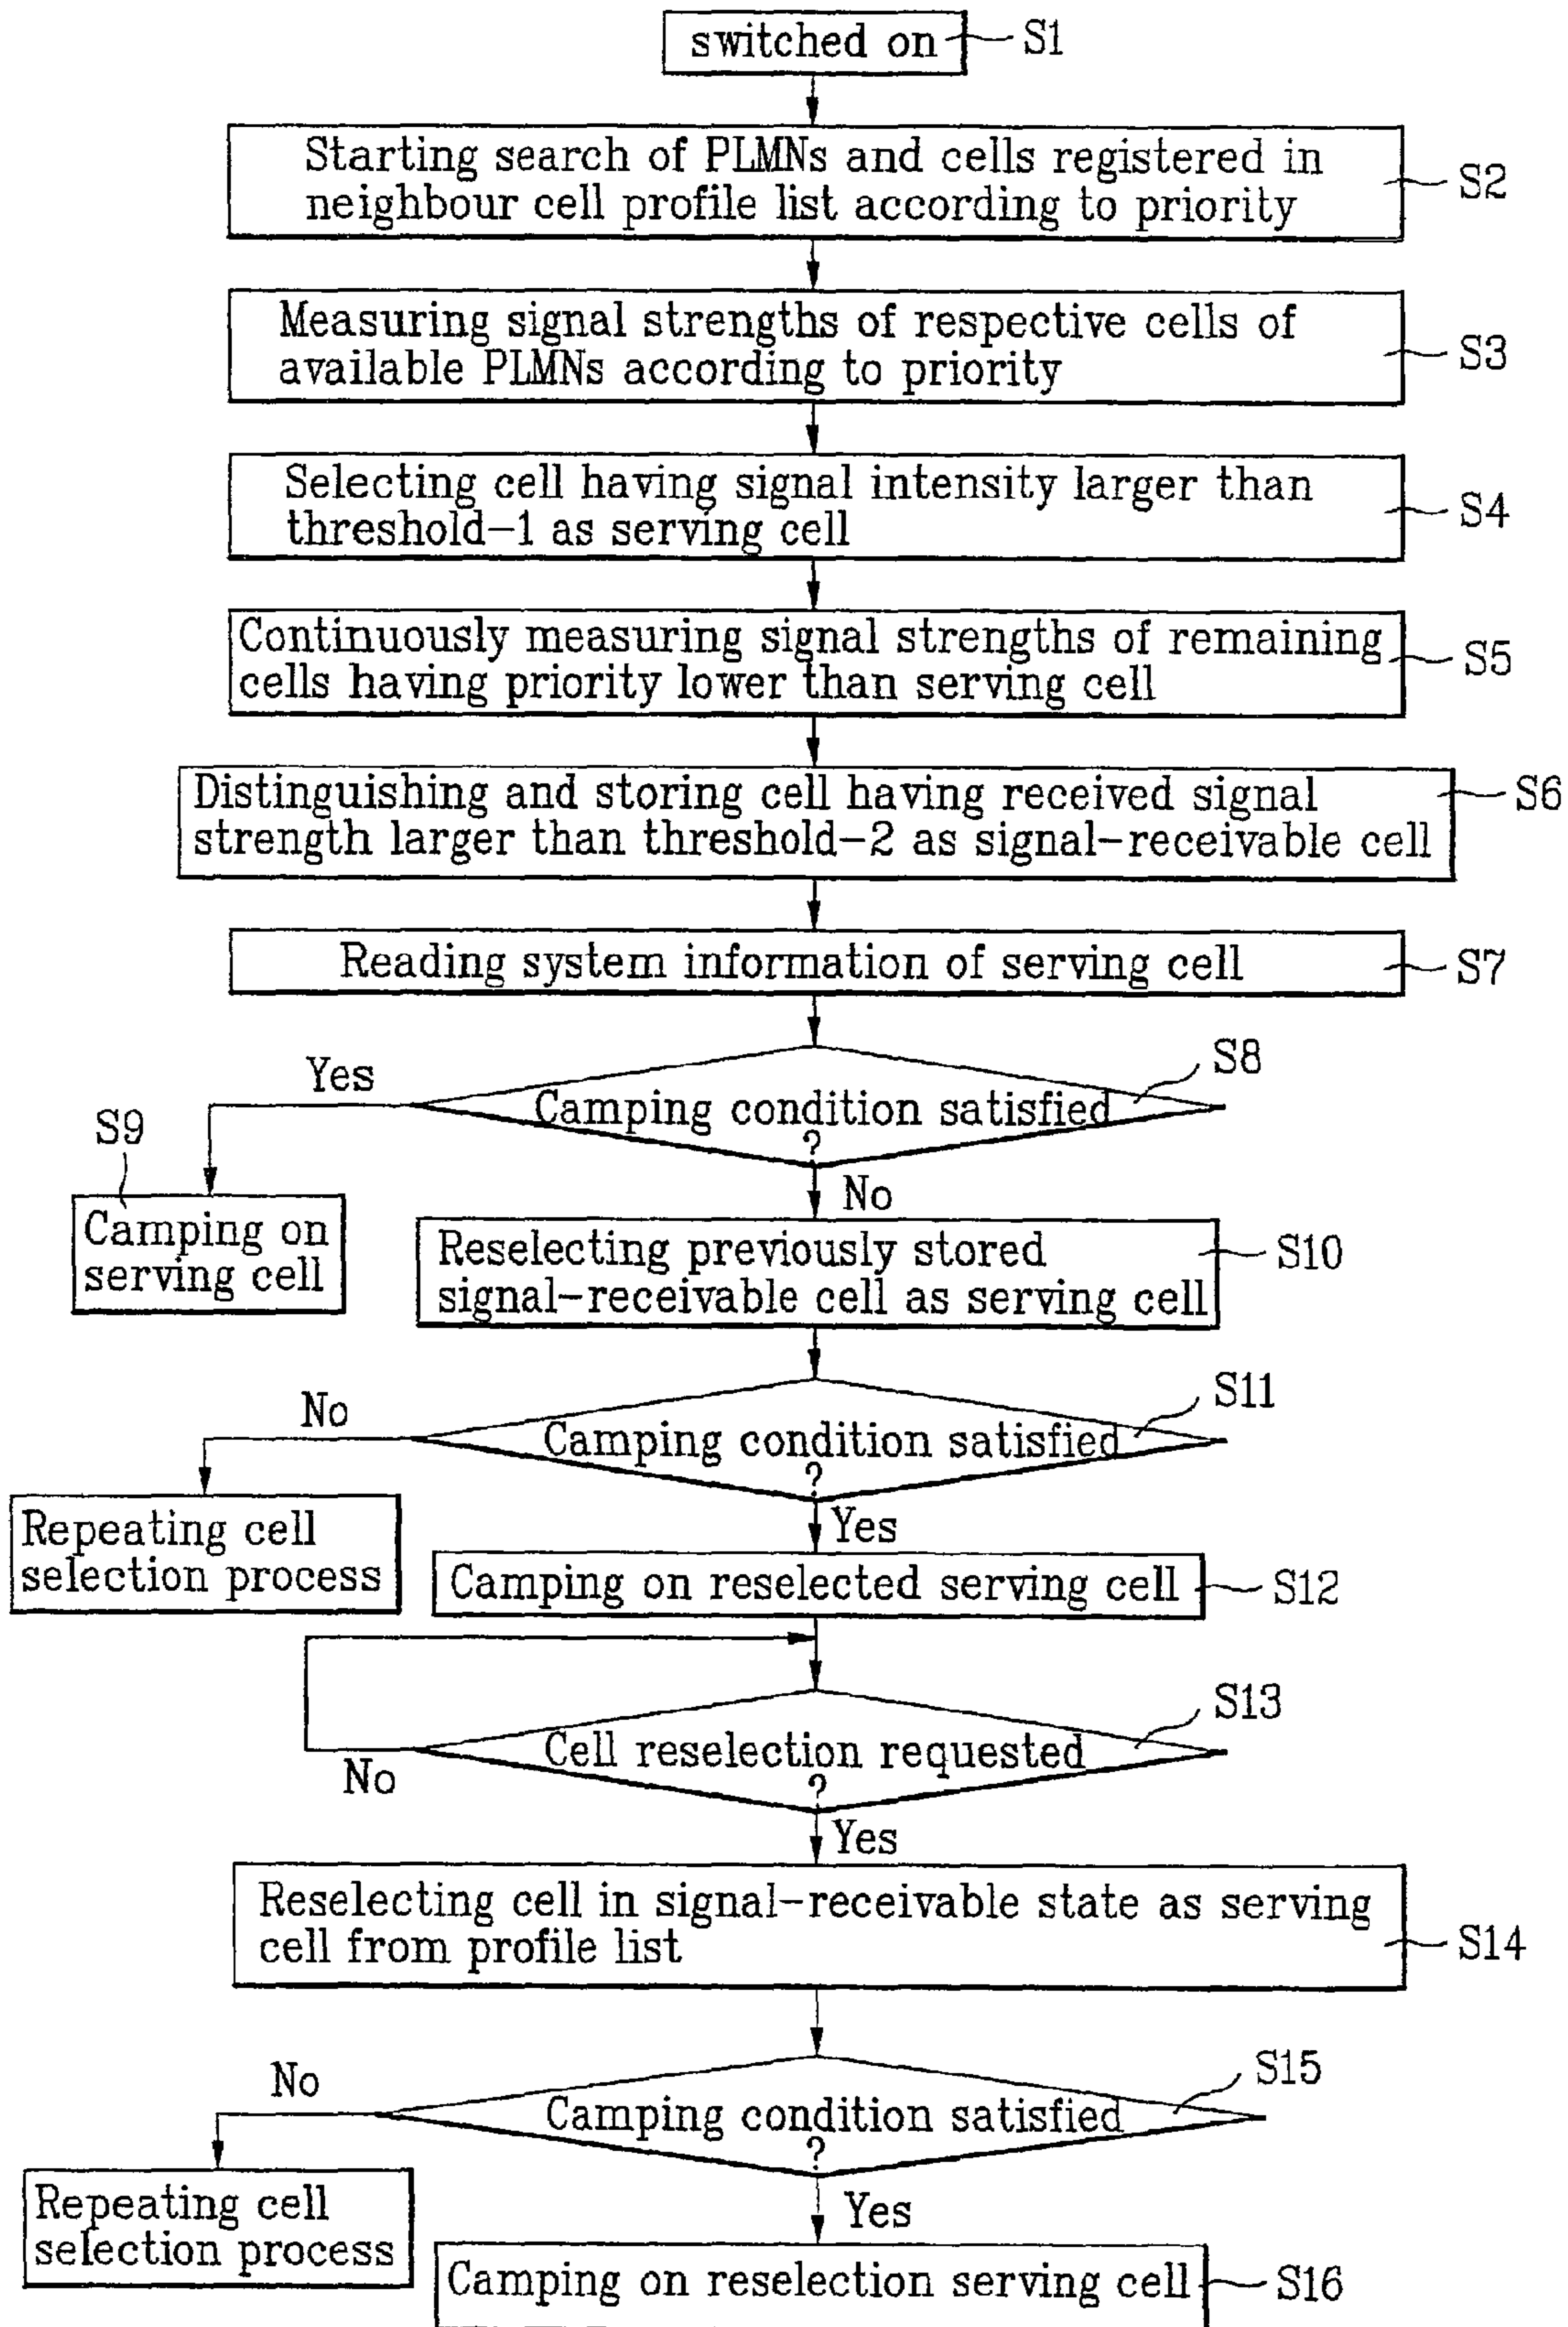 switched on
S1
Starting search of PLMNs and cells registered in
neighbour cell profile list according to priority
S2
Measuring signal strengths of respective cells of
available PLMNs according to priority
S3
Selecting cell having signal intensity larger than
threshold-1 as serving cell
S4
Continuously measuring signal strengths of remaining
cells having priority lower than serving cell
S5
Distinguishing and storing cell having received signal
strength larger than threshold-2 as signal-receivable cell
S6
Reading system information of serving cell
S7
Camping condition satisfied
?
S8
Yes
No
S9
Camping on
serving cell
Reselecting previously stored
signal-receivable cell as serving cell
S10
Camping condition satisfied
?
S11
No
Yes
Repeating cell
selection process
Camping on reselected serving cell
S12
Cell reselection requested
?
S13
No
Yes
Reselecting cell in signal-receivable state as serving
cell from profile list
S14
Camping condition satisfied
?
S15
No
Yes
Repeating cell
selection process
Camping on reselection serving cell
S16